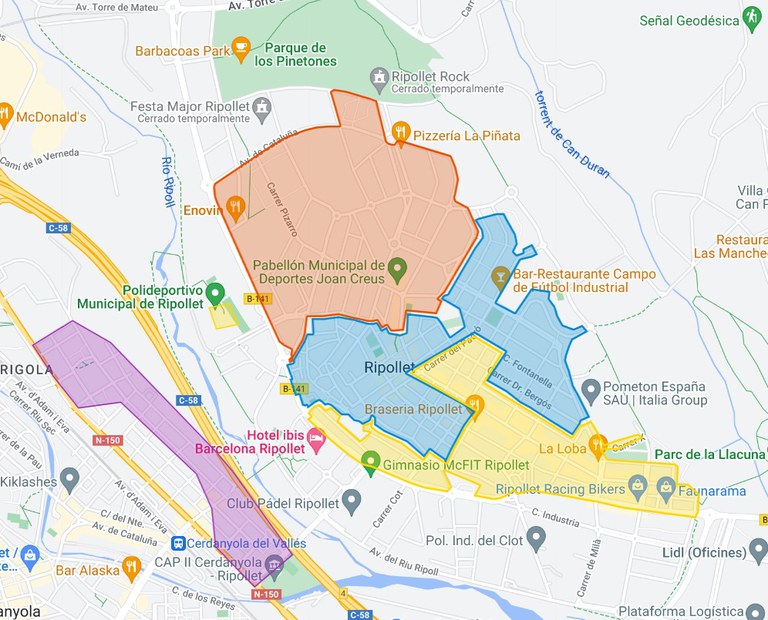 Av. Torre de Mateu
Av. Torre
Señal Geodésica
Barbacoas Park
Parque de
los Pinetones
Ripollet Rock
Cerrado temporalmente
Festa Major Ripollet
Cerrado temporalmente
McDonald's
torrent de Can Duran
Pizzería La Piñata
Av. de Cataluña
Camí de la Verneda
Río Ripoll
Villa
Can F
Carrer Pizarro
Enovin
C-58
Restaura
Las Manche
Pabellón Municipal de
Deportes Joan Creus
Bar-Restaurante Campo
de Fútbol Industrial
Polideportivo
Municipal de Ripollet
B-141
Ripollet
C. Fontanella
Carrer Dr. Bergós
RIGOLA
B-141
Pometon España
SAU | Italia Group
C-58
Av. d'Adam i Eva
Carrer Riu Sec
Braseria Ripollet
N-150
Hotel ibis
Barcelona Ripollet
La Loba
Parc de la Llacuna
Gimnasio McFIT Ripollet
Kiklashes
Ripollet Racing Bikers
Faunarama
Carrer de la Pau
Av. d'Adam i Eva
Club Pádel Ripollet
Carrer Cot
C. Industria
C/ del Nte.
Av. de Cataluña
Cerdanyola del Vallés
Pol. Ind. del Clot
Av. del Riu Ripoll
Carrer de Milà
Lidl (Oficines)
Bar Alaska
CAP II Cerdanyola
- Ripollet
C. de los Reyes
N-150
anyola
C-58
Plataforma Logística